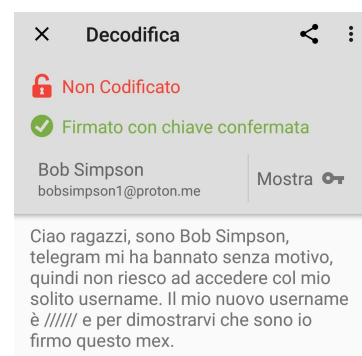 Decodifica
Non Codificato
Firmato con chiave confermata
Bob Simpson
bobsimpson1@proton.me
Mostra
Ciao ragazzi, sono Bob Simpson,
telegram mi ha bannato senza motivo,
quindi non riesco ad accedere col mio
solito username. Il mio nuovo username
è ////// e per dimostrarvi che sono io
firmo questo mex.